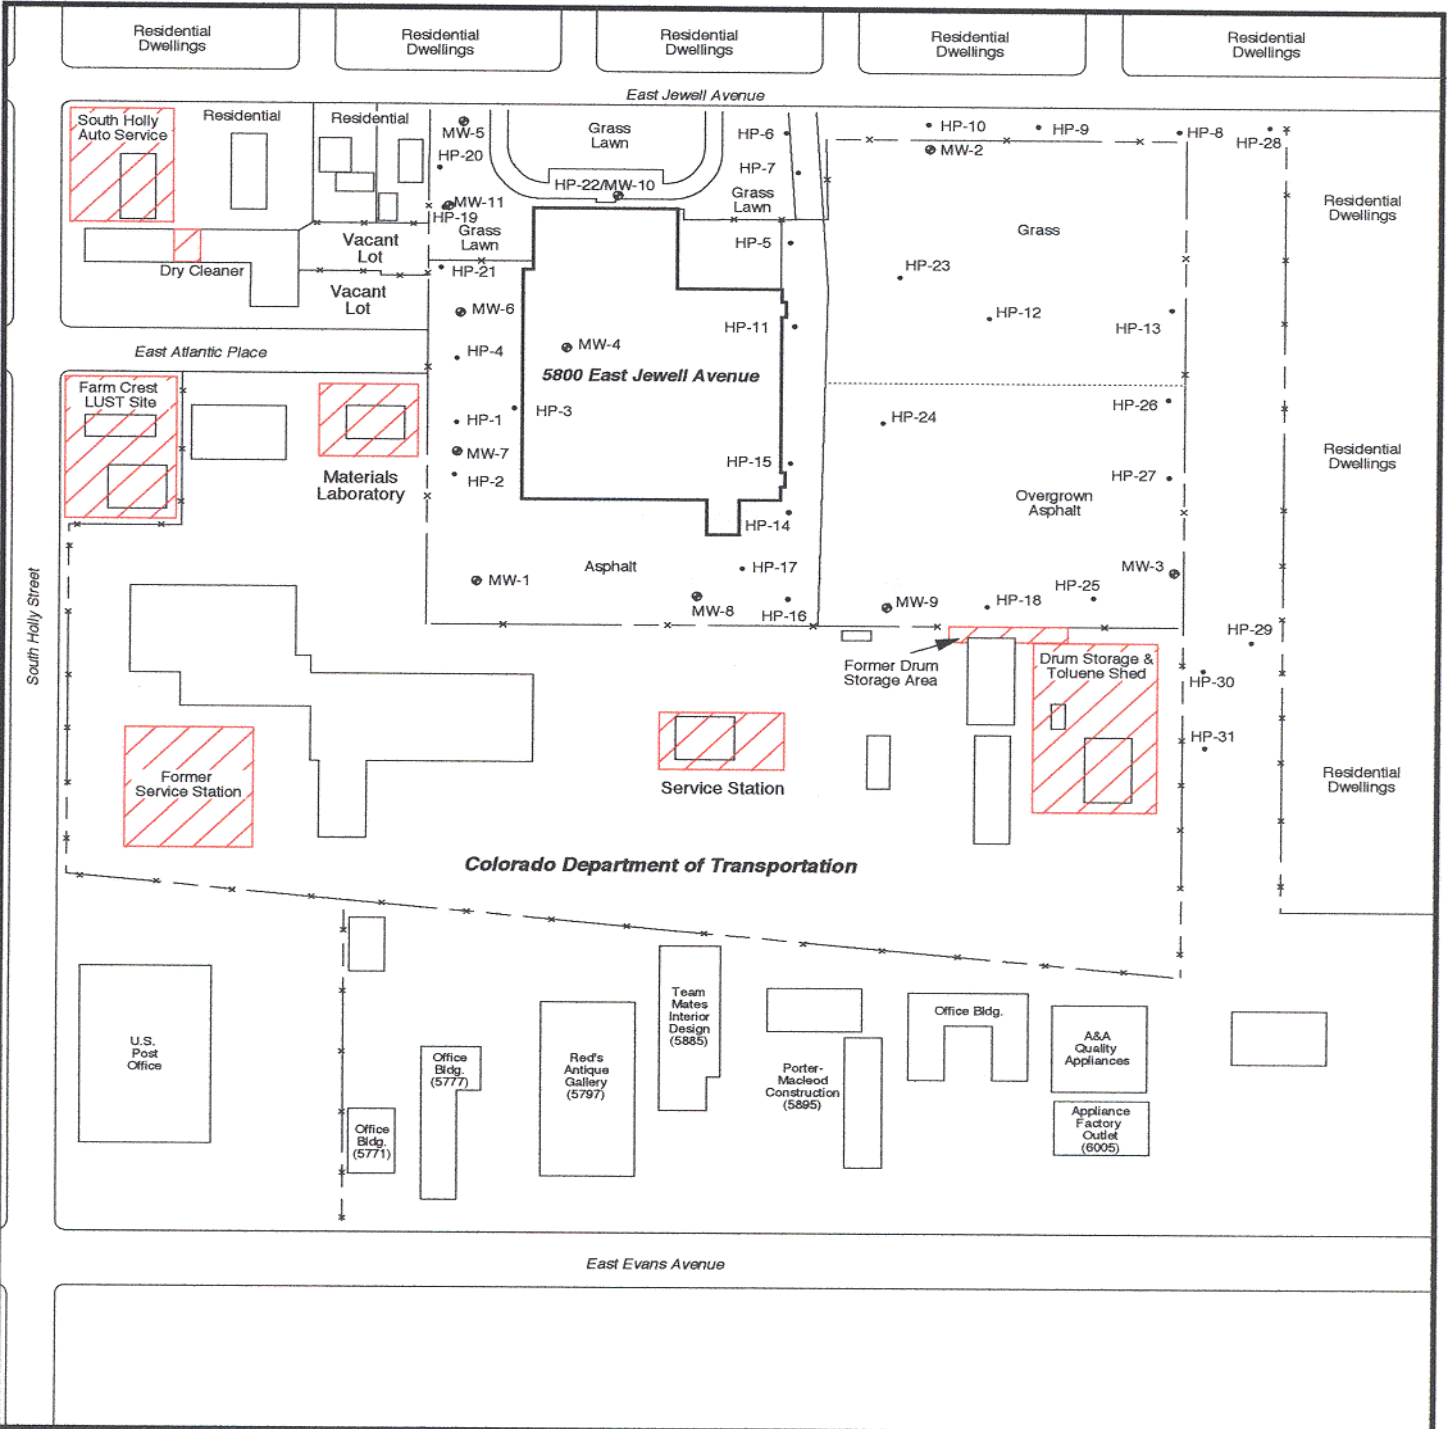 Residential
Dwellings
Residential
Dwellings
Residential
Dwellings
Residential
Dwellings
Residential
Dwellings
East Jewell Avenue
South Holly
Auto Service
Residential
Residential
MW-5
HP-20
MW-11
HP-19
Grass
Lawn
Grass
Lawn
HP-22/MW-10
HP-6
HP-7
Grass
Lawn
HP-10
HP-9
HP-8
HP-28
MW-2
Residential
Dwellings
Dry Cleaner
Vacant
Lot
Vacant
Lot
HP-21
MW-6
HP-5
Grass
HP-23
HP-12
HP-13
East Atlantic Place
HP-4
MW-4
HP-11
5800 East Jewell Avenue
Farm Crest
LUST Site
HP-1
HP-3
MW-7
HP-2
Materials
Laboratory
HP-24
HP-26
HP-15
HP-27
Residential
Dwellings
Overgrown
Asphalt
HP-14
Asphalt
HP-17
MW-1
MW-8
HP-16
MW-9
HP-18
HP-25
MW-3
South Holly Street
HP-29
Former Drum
Storage Area
Drum Storage &
Toluene Shed
HP-30
HP-31
Former
Service Station
Service Station
Residential
Dwellings
Colorado Department of Transportation
U.S.
Post
Office
Office
Bldg.
(5777)
Office
Bldg.
(5771)
Red's
Antique
Gallery
(5797)
Team
Mates
Interior
Design
(5885)
Porter-
Macleod
Construction
(5895)
Office Bldg.
A&A
Quality
Appliances
Appliance
Factory
Outlet
(6005)
East Evans Avenue